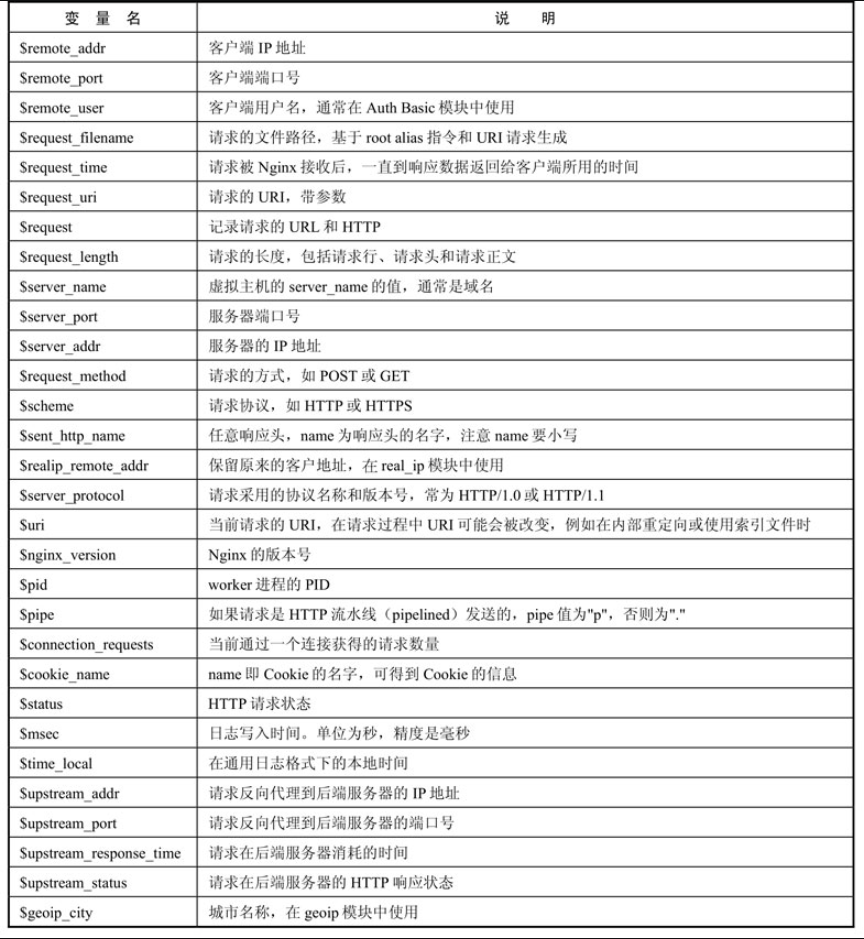 变 量 名 说 明
$remote_addr 客户端 IP 地址
$remote_port 客户端端口号
$remote_user 客户端用户名，通常在 Auth Basic 模块中使用
$request_filename 请求的文件路径，基于 root alias 指令和 URI 请求生成
$request_time 请求被 Nginx 接收后，一直到响应数据返回给客户端所用的时间
$request_uri 请求的 URI，带参数
$request 记录请求的 URL 和 HTTP
$request_length 请求的长度，包括请求行、请求头和请求正文
$server_name 虚拟主机的 server_name 的值，通常是域名
$server_port 服务器端口号
$server_addr 服务器的 IP 地址
$request_method 请求的方式，如 POST 或 GET
$scheme 请求协议，如 HTTP 或 HTTPS
$sent_http_name 任意响应头，name 为响应头的名字，注意 name 要小写
$realip_remote_addr 保留原来的客户地址，在 real_ip 模块中使用
$server_protocol 请求采用的协议名称和版本号，常为 HTTP/1.0 或 HTTP/1.1
$uri 当前请求的 URI，在请求过程中 URI 可能会被改变，例如在内部重定向或使用索引文件时
$nginx_version Nginx 的版本号
$pid worker 进程的 PID
$pipe 如果请求是 HTTP 流水线（pipelined）发送的，pipe 值为"p"，否则为"."
$connection_requests 当前通过一个连接获得的请求数量
$cookie_name name 即 Cookie 的名字，可得到 Cookie 的信息
$status HTTP 请求状态
$msec 日志写入时间。单位为秒，精度是毫秒
$time_local 在通用日志格式下的本地时间
$upstream_addr 请求反向代理到后端服务器的 IP 地址
$upstream_port 请求反向代理到后端服务器的端口号
$upstream_response_time 请求在后端服务器消耗的时间
$upstream_status 请求在后端服务器的 HTTP 响应状态
$geoip_city 城市名称，在 geoip 模块中使用